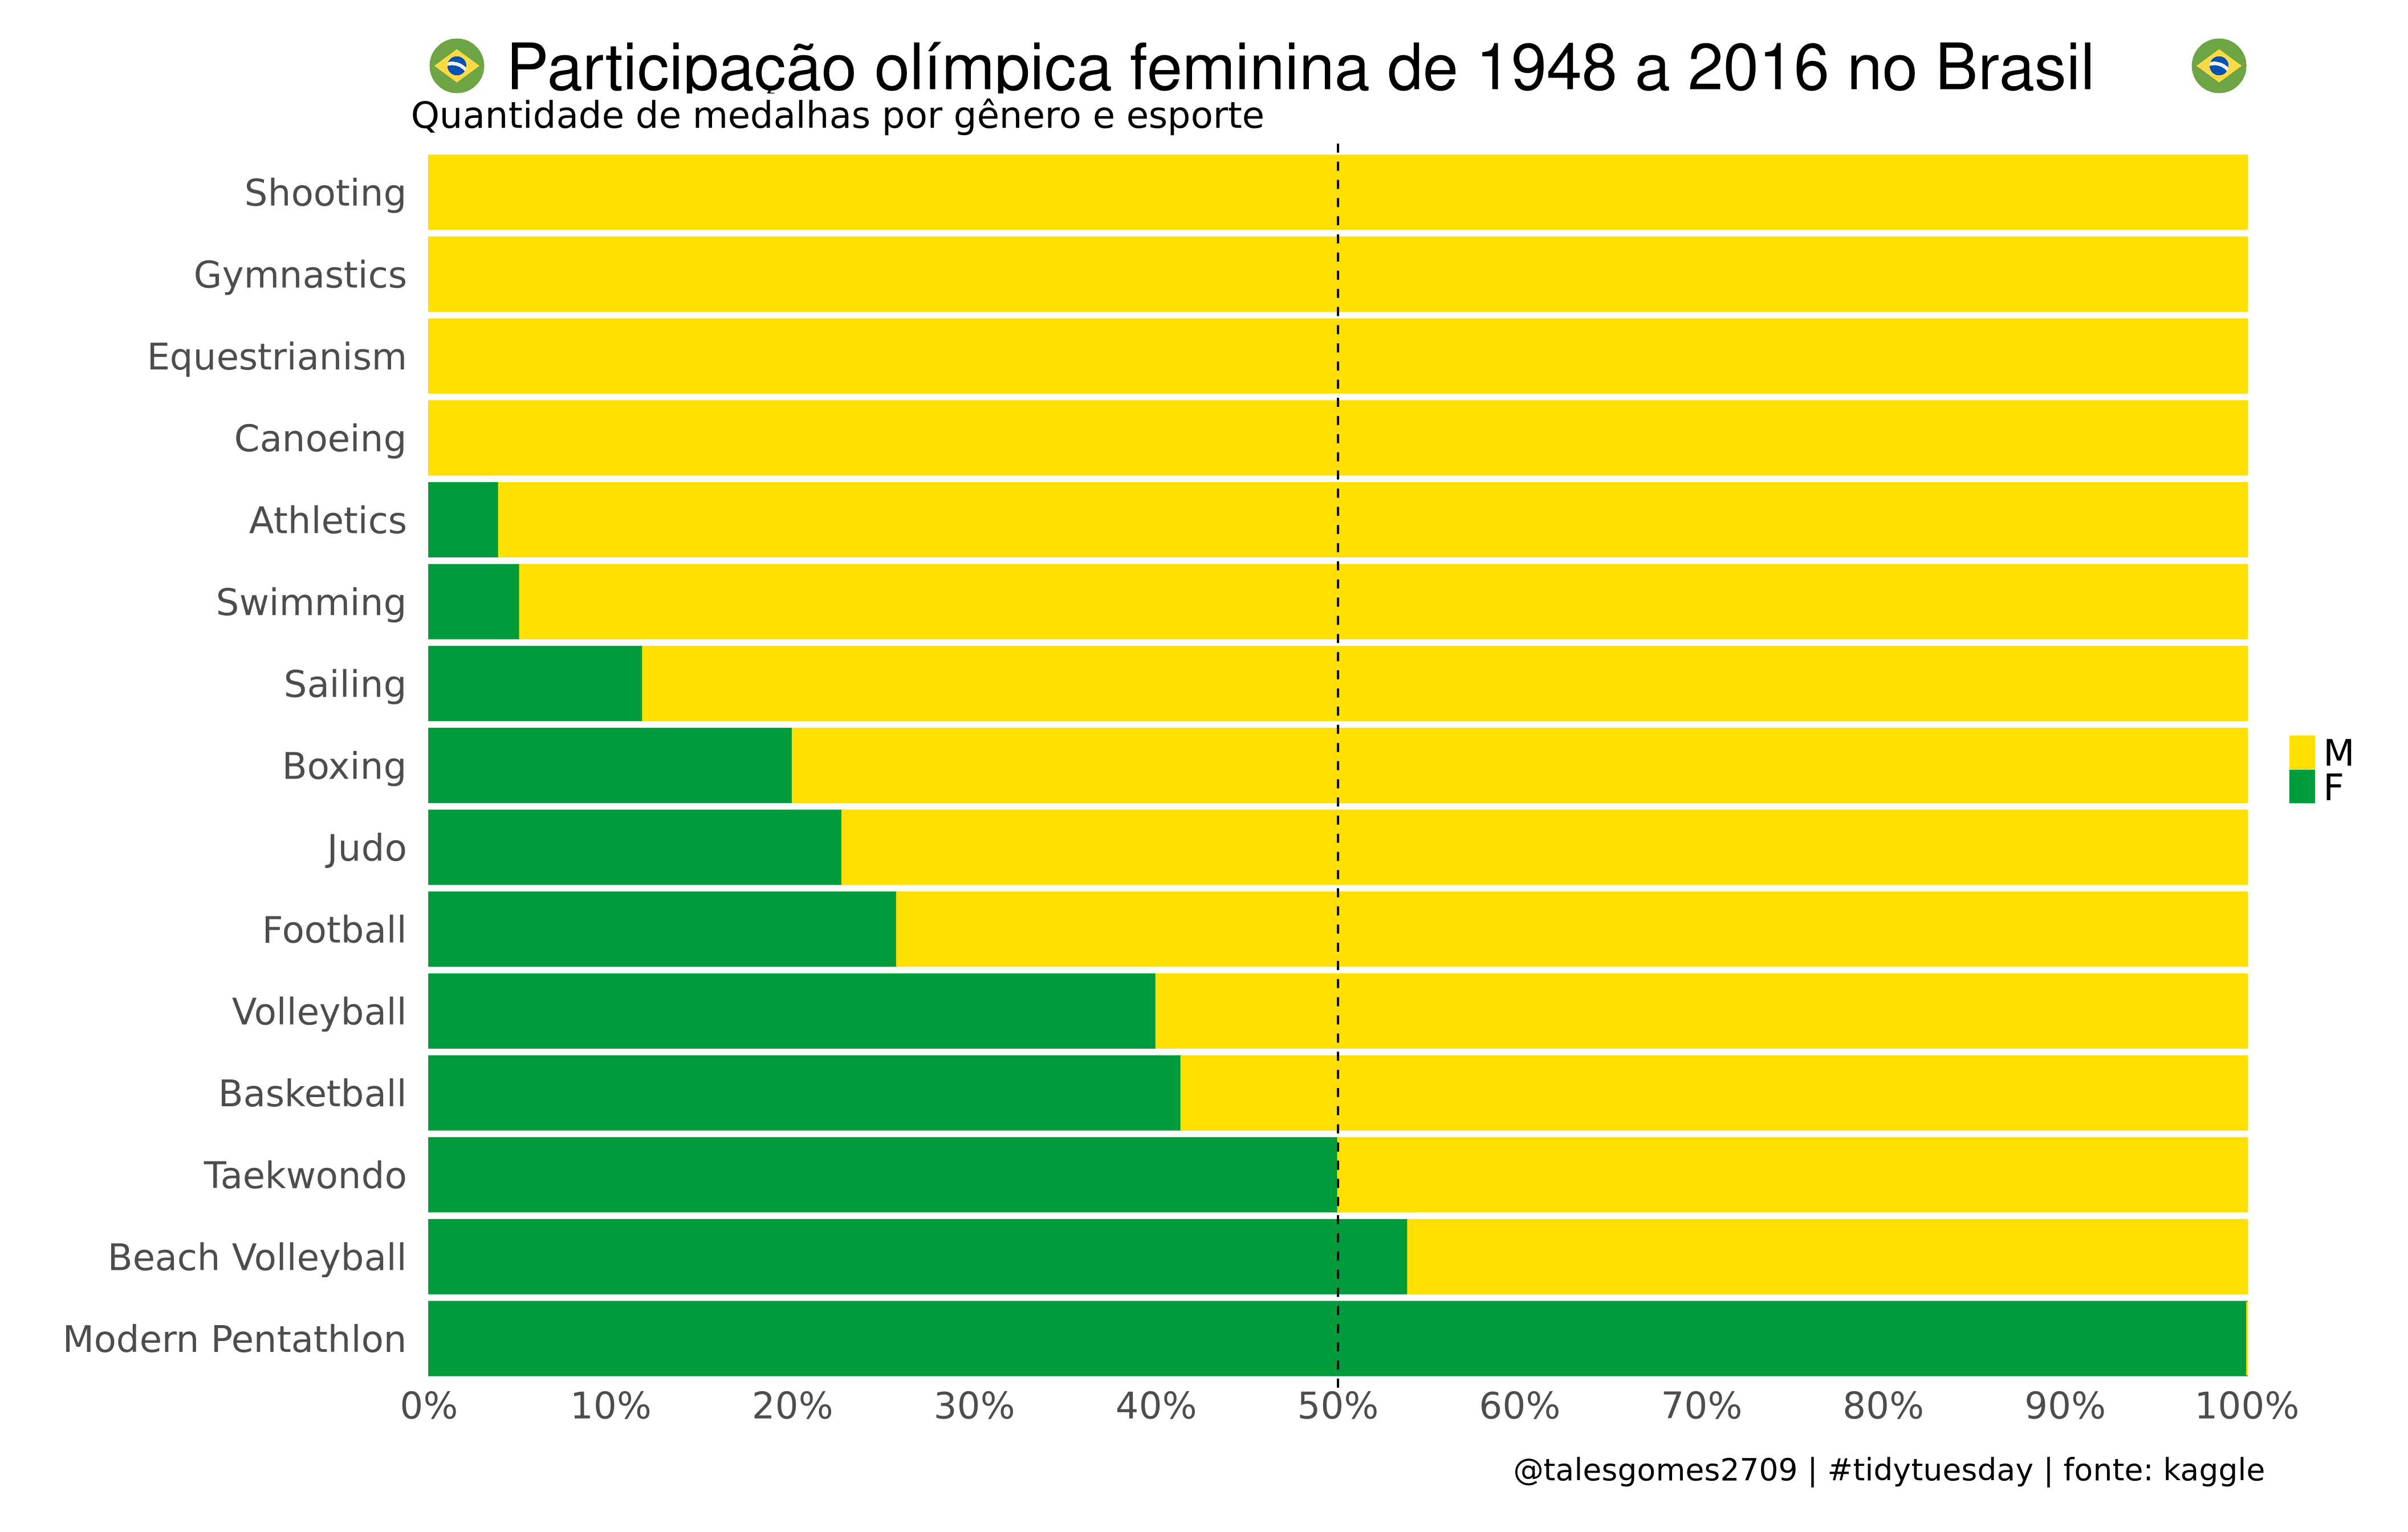 Participação olímpica feminina de 1948 a 2016 no Brasil
Quantidade de medalhas por gênero e esporte
Shooting
Gymnastics
Equestrianism
Canoeing
Athletics
Swimming
Sailing
Boxing
Judo
Football
Volleyball
Basketball
Taekwondo
Beach Volleyball
Modern Pentathlon
0% 10% 20% 30% 40% 50% 60% 70% 80% 90% 100%
M
F
@talesgomes2709 | #tidytuesday | fonte: kaggle